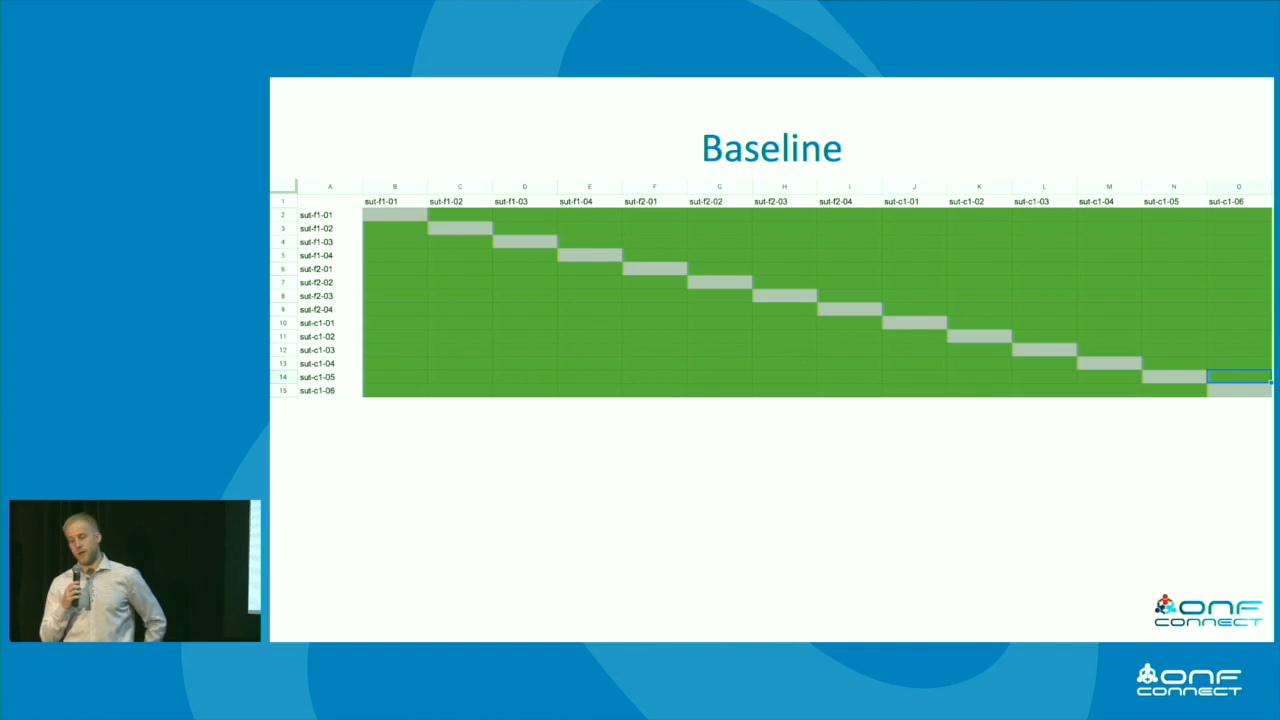 Baseline
A B C D E F G H I J K L M N O
1 sut-f1-01 sut-f1-02 sut-f1-03 sut-f1-04 sut-f2-01 sut-f2-02 sut-f2-03 sut-f2-04 sut-c1-01 sut-c1-02 sut-c1-03 sut-c1-04 sut-c1-05 sut-c1-06
2 sut-f1-01
3 sut-f1-02
4 sut-f1-03
5 sut-f1-04
6 sut-f2-01
7 sut-f2-02
8 sut-f2-03
9 sut-f2-04
10 sut-c1-01
11 sut-c1-02
12 sut-c1-03
13 sut-c1-04
14 sut-c1-05
15 sut-c1-06
ONF
CONNECT
ONF
CONNECT